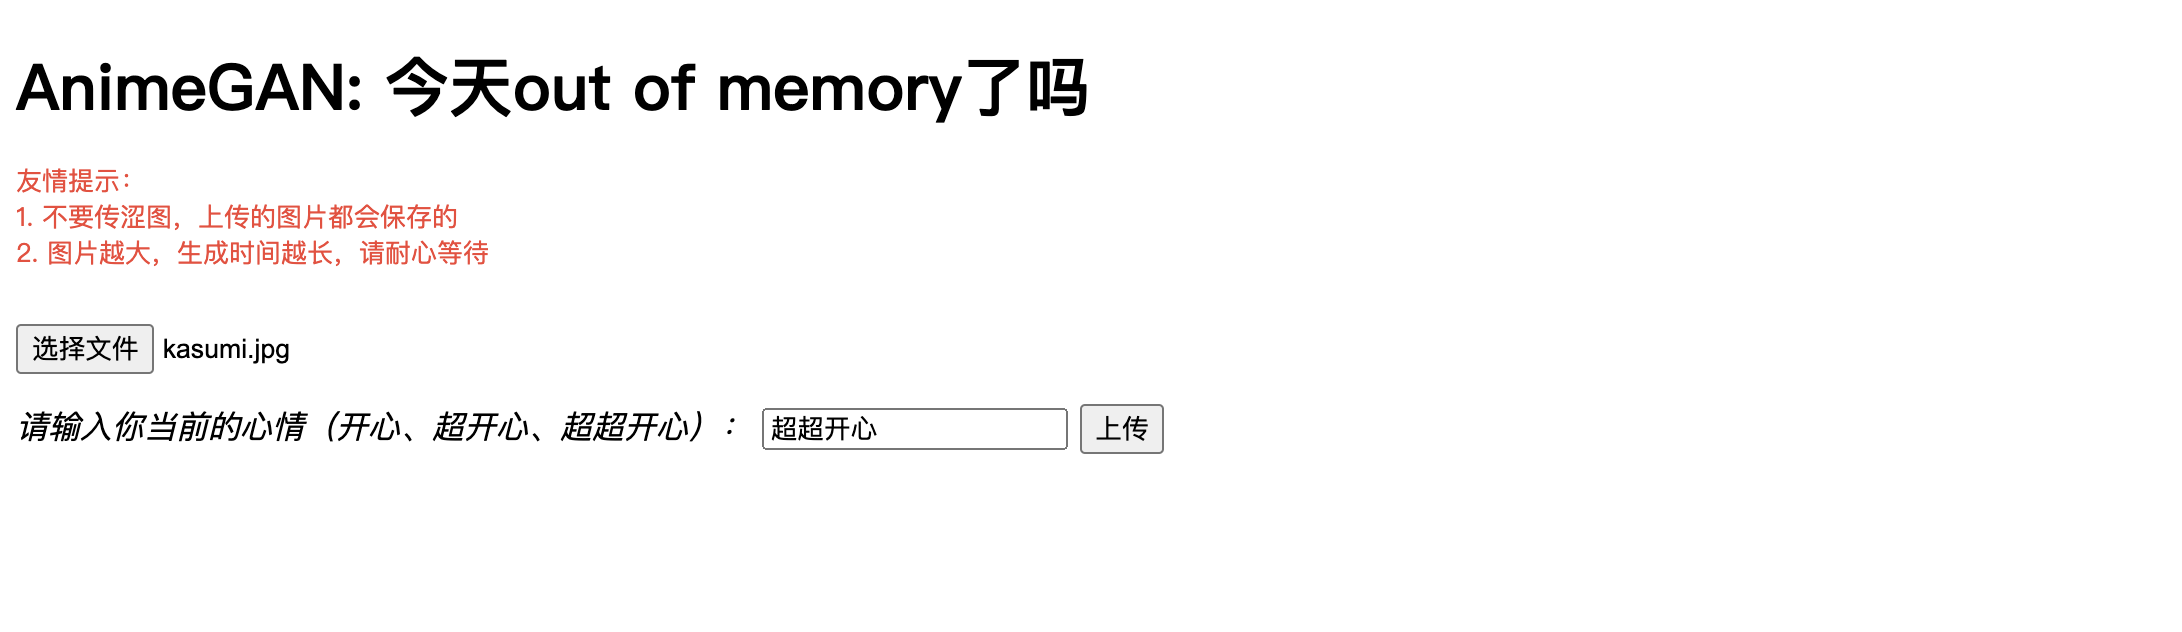 AnimeGAN: 今天out of memory了吗
友情提示：
1. 不要传涩图，上传的图片都会保存的
2. 图片越大，生成时间越长，请耐心等待
选择文件 kasumi.jpg
请输入你当前的心情（开心、超开心、超超开心）： 超超开心 上传